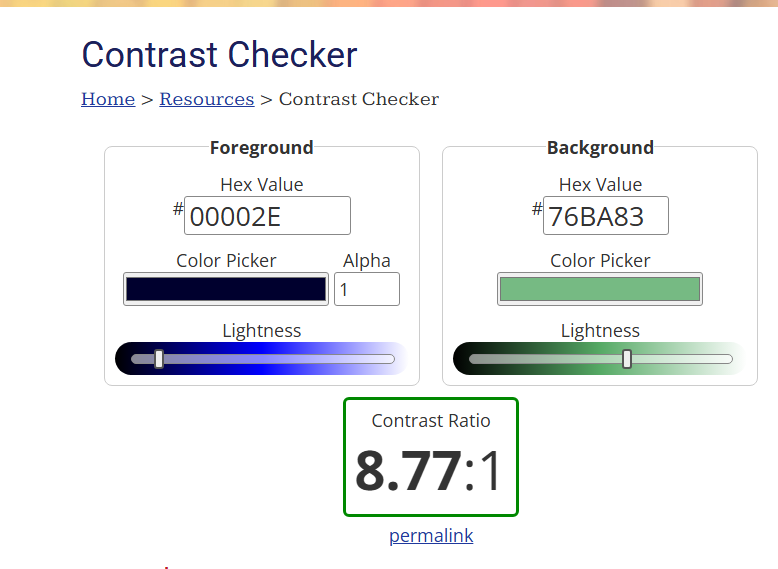 Contrast Checker
Home > Resources > Contrast Checker
Foreground
Hex Value
#00002E
Color Picker
Alpha
1
Lightness
Background
Hex Value
#76BA83
Color Picker
Lightness
Contrast Ratio
8.77:1
permalink